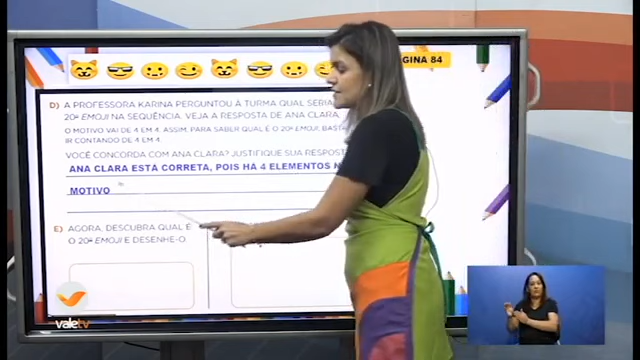 GINA 84
D) A PROFESSORA KARINA PERGUNTOU À TURMA QUAL SERIA
20º EMOJI NA SEQUÊNCIA. VEJA A RESPOSTA DE ANA CLARA.
O MOTIVO VAI DE 4 EM 4. ASSIM, PARA SABER QUAL É O 20º EMOJI, BASTA
IR CONTANDO DE 4 EM 4.
VOCÊ CONCORDA COM ANA CLARA? JUSTIFIQUE SUA RESPOSTA
ANA CLARA ESTÁ CORRETA, POIS HÁ 4 ELEMENTOS N
MOTIVO
E) AGORA, DESCUBRA QUAL É
O 20º EMOJI E DESENHE-O.
valetv